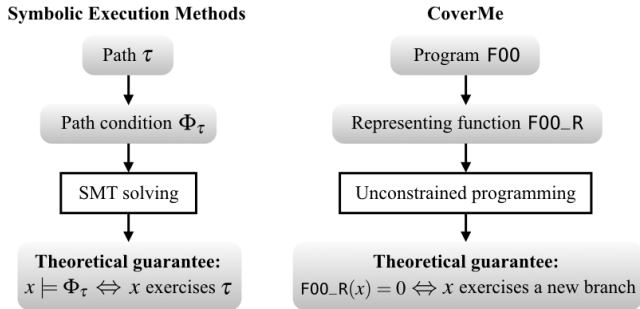 Symbolic Execution Methods
Path τ
Path condition Φτ
SMT solving
Theoretical guarantee:
x ⊨ Φτ ⇔ x exercises τ
CoverMe
Program FOO
Representing function FOO_R
Unconstrained programming
Theoretical guarantee:
FOO_R(x) = 0 ⇔ x exercises a new branch